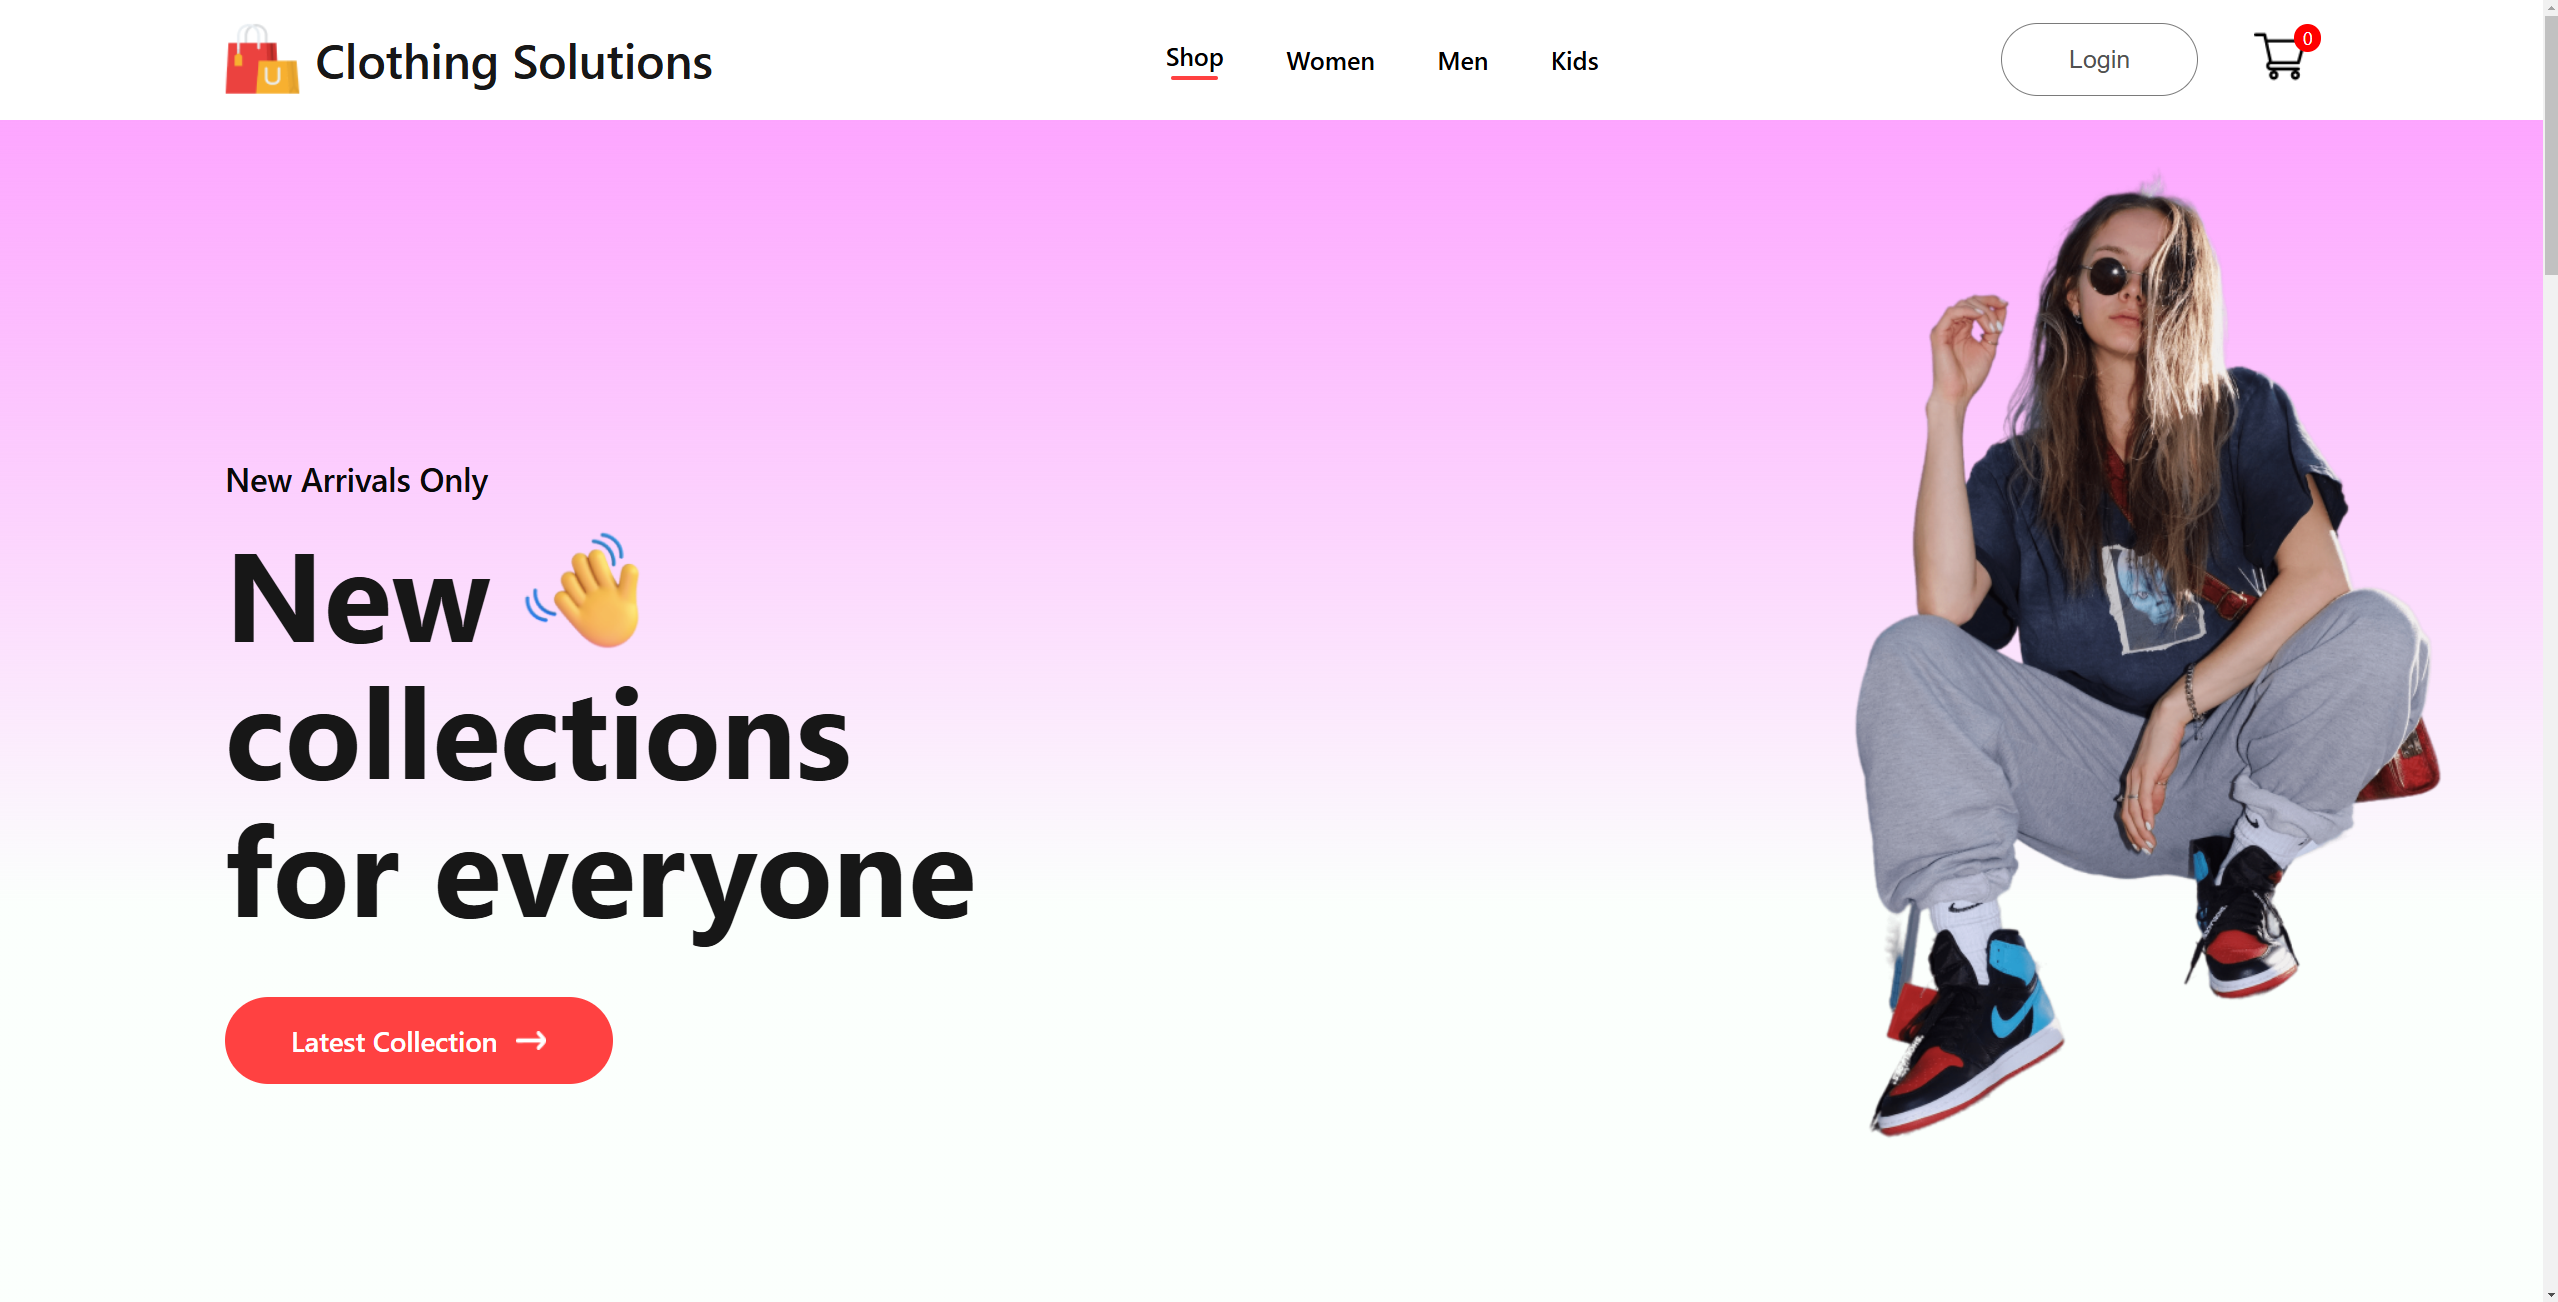 Clothing Solutions
Shop
Women
Men
Kids
Login
0
New Arrivals Only
New 👋
collections
for everyone
Latest Collection →